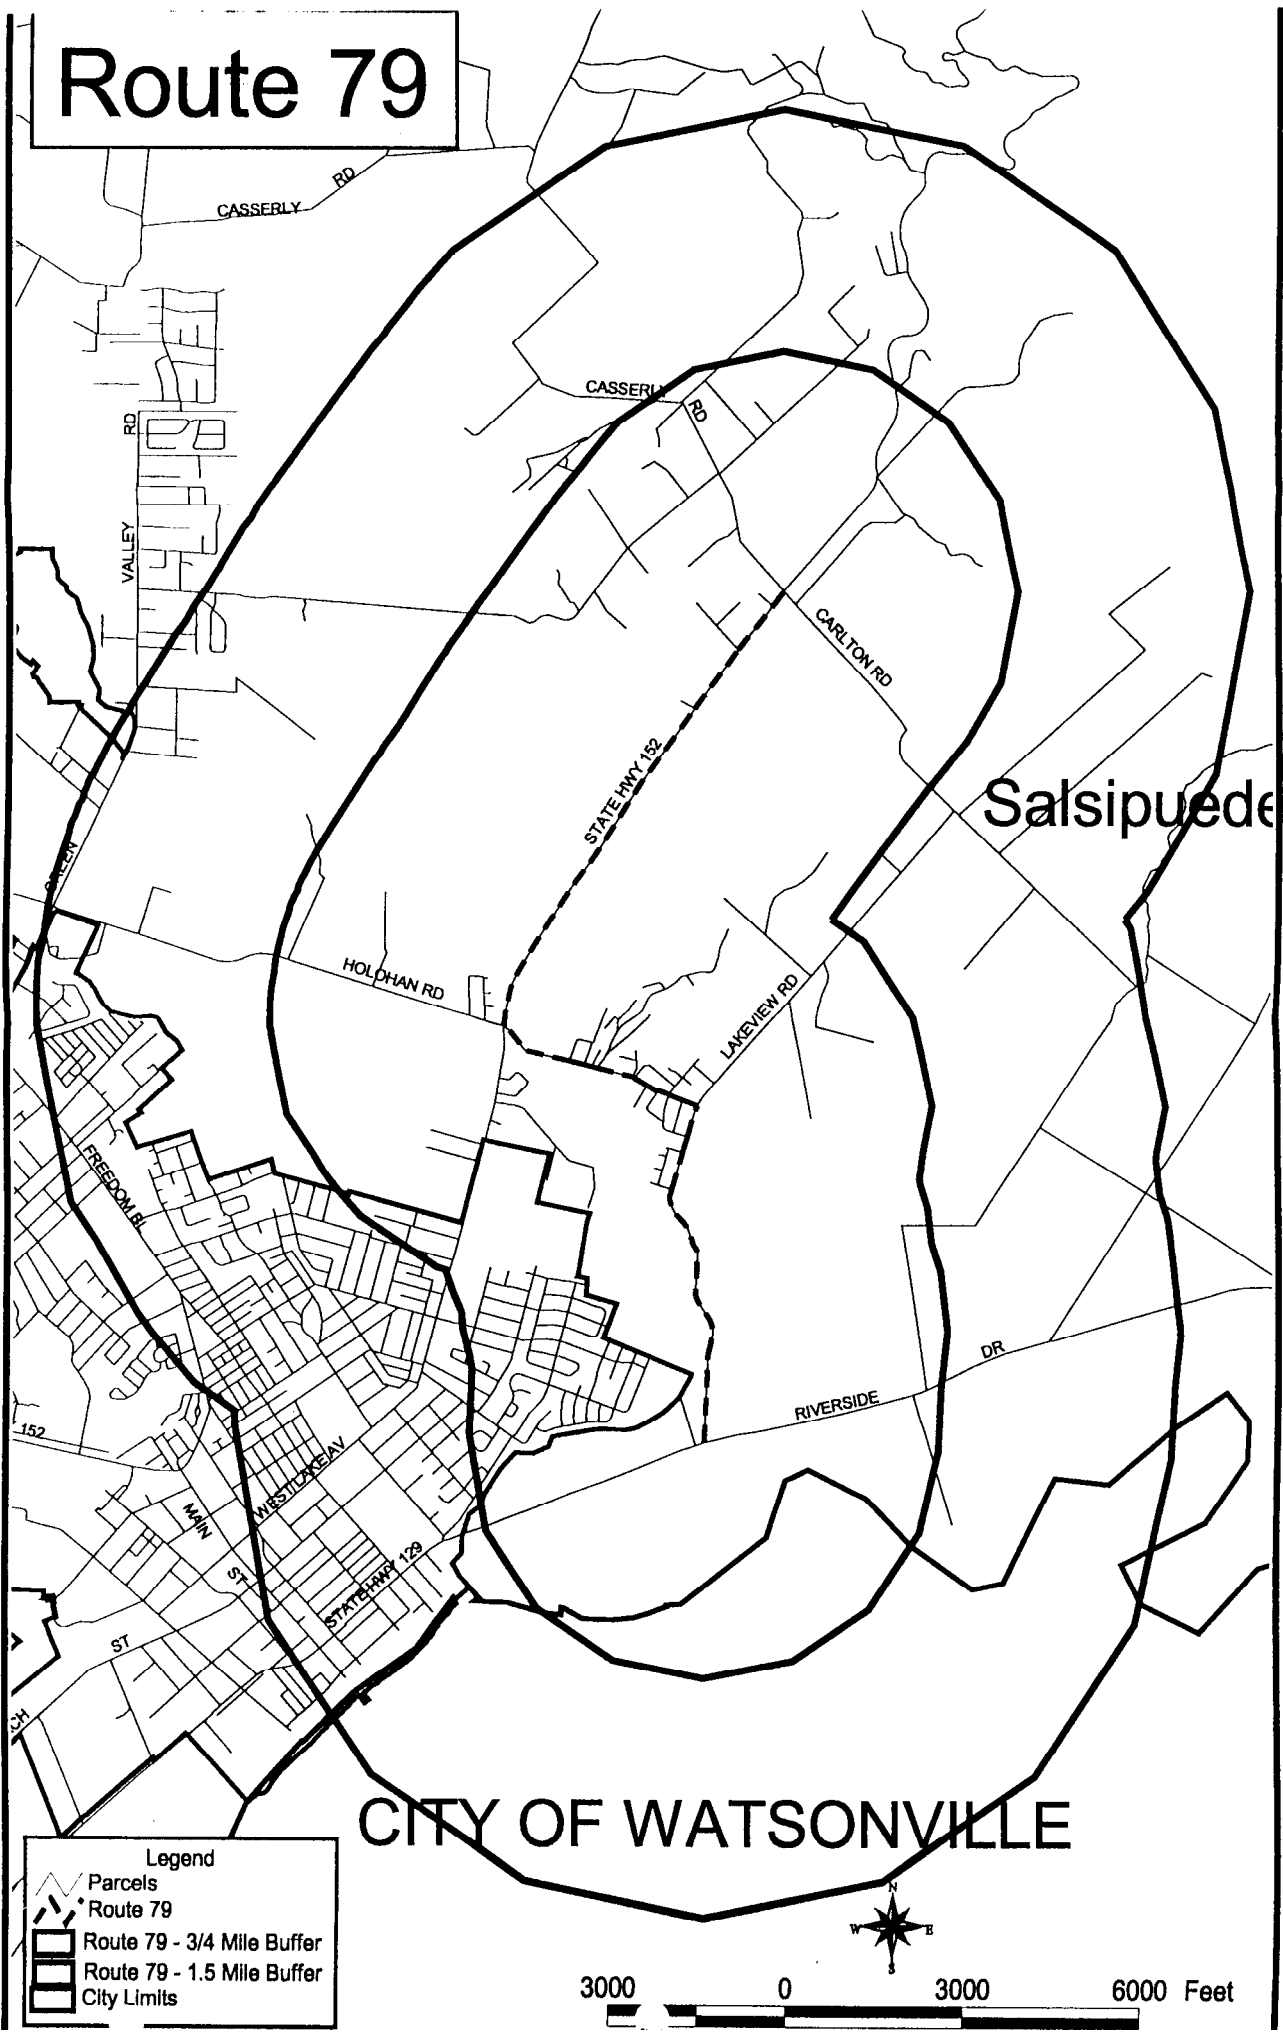 Route 79
CASSERLY RD
CASSERL
RD
RD
VALLEY
CARLTON RD
STATE HWY 152
Salsipuede
GREEN
HOLOHAN RD
LAKEVIEW RD
FREEDOM BL
DR
RIVERSIDE
152
WESTLAKE AV
MAIN
ST
STATE HWY 129
ST
CH
CITY OF WATSONVILLE
Legend
Parcels
Route 79
Route 79 - 3/4 Mile Buffer
Route 79 - 1.5 Mile Buffer
City Limits
N
W E
S
3000 0 3000 6000 Feet